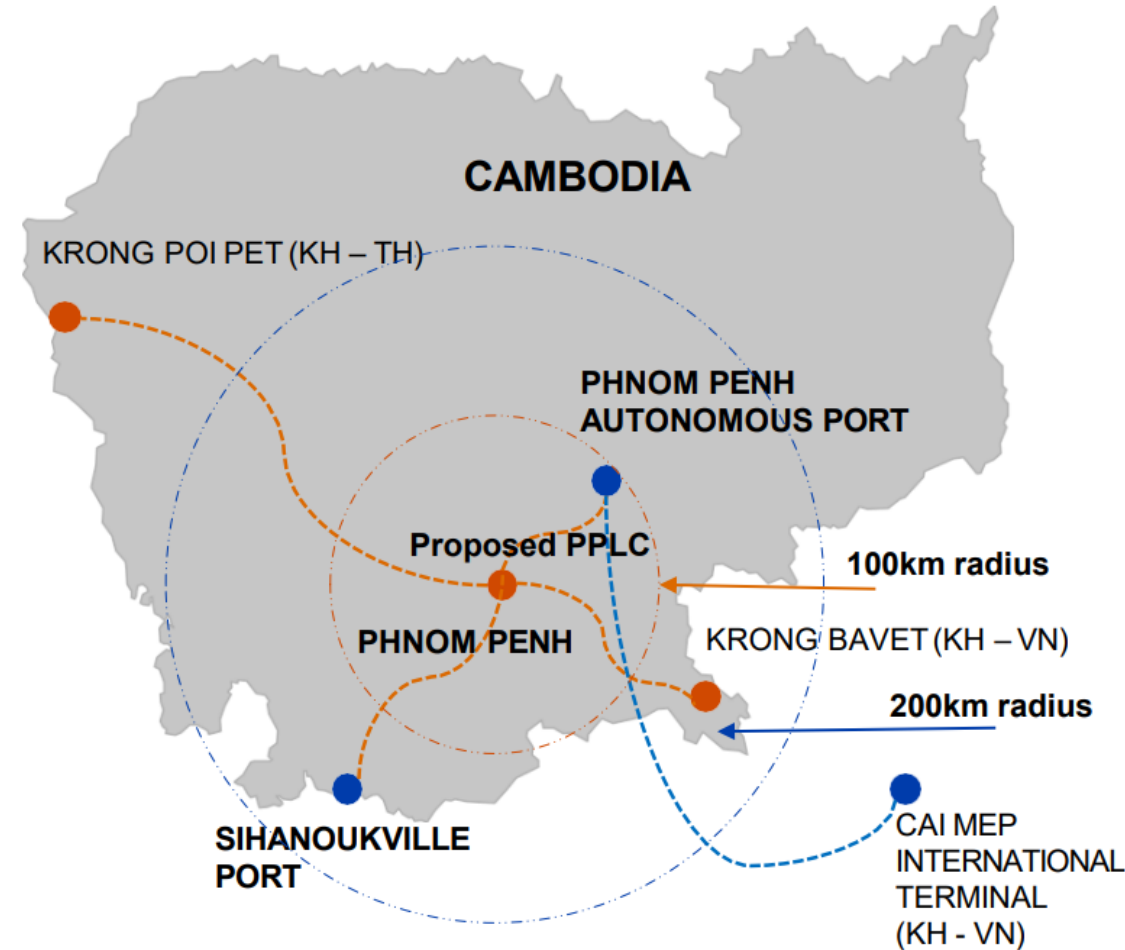 CAMBODIA
KRONG POI PET (KH – TH)
PHNOM PENH
AUTONOMOUS PORT
Proposed PPLC
100km radius
PHNOM PENH
KRONG BAVET (KH – VN)
200km radius
SIHANOUKVILLE
PORT
CAI MEP
INTERNATIONAL
TERMINAL
(KH - VN)